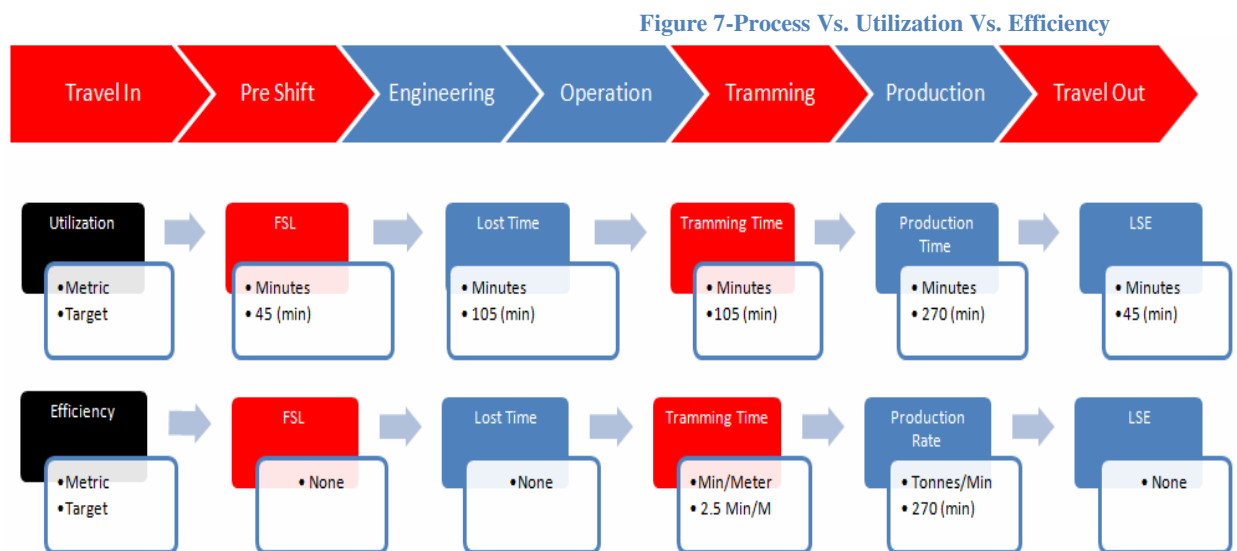 Figure 7-Process Vs. Utilization Vs. Efficiency
Travel In
Pre Shift
Engineering
Operation
Tramming
Production
Travel Out
Utilization
•Metric
•Target
FSL
• Minutes
• 45 (min)
Lost Time
• Minutes
• 105 (min)
Tramming Time
• Minutes
•105 (min)
Production
Time
• Minutes
• 270 (min)
LSE
• Minutes
•45 (min)
Efficiency
•Metric
•Target
FSL
• None
Lost Time
•None
Tramming Time
•Min/Meter
• 2.5 Min/M
Production
Rate
• Tonnes/Min
• 270 (min)
LSE
• None